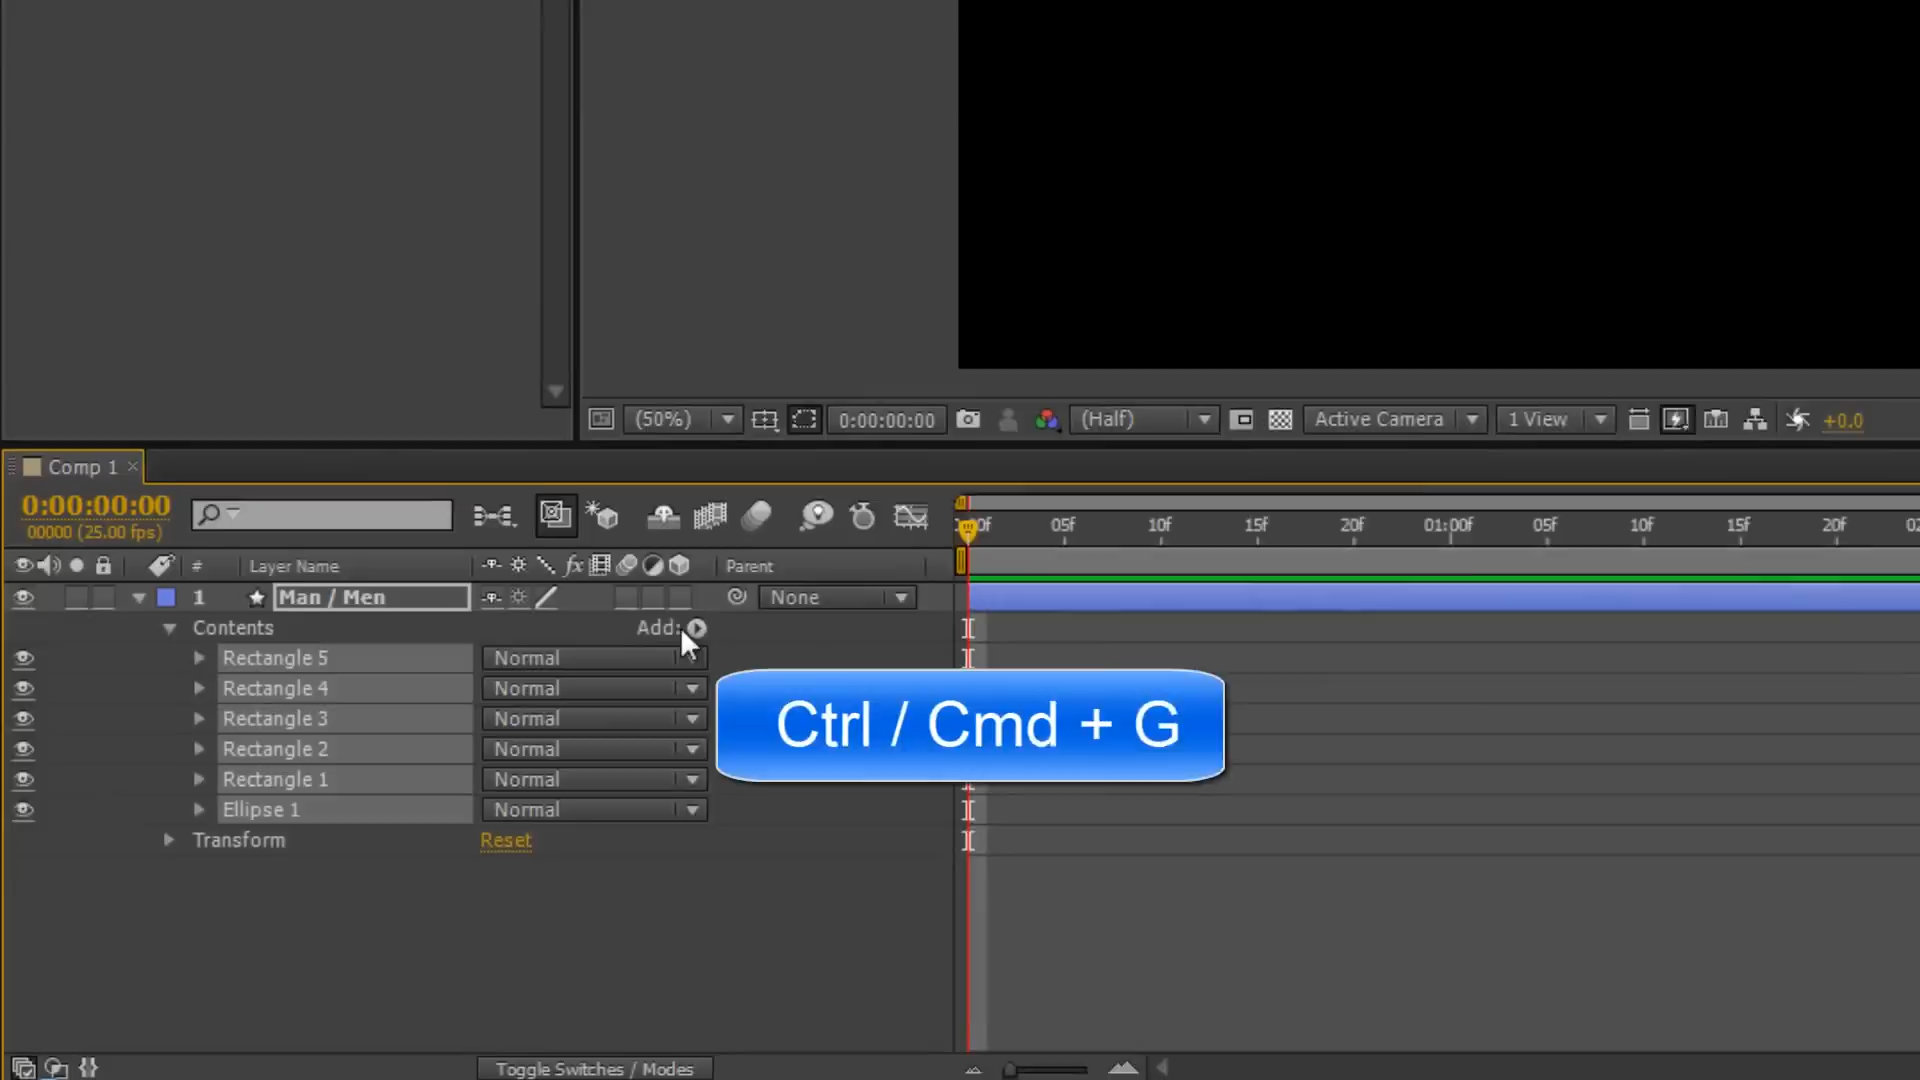 (50%) 0:00:00:00 (Half) Active Camera 1 View +0.0
Comp 1
0:00:00:00
00000 (25.00 fps)
05f 10f 15f 20f 01:00f 05f 10f 15f 20f
# Layer Name fx Parent
1 Man / Men None
Contents Add:
Rectangle 5 Normal
Rectangle 4 Normal
Rectangle 3 Normal
Rectangle 2 Normal
Rectangle 1 Normal
Ellipse 1 Normal
Transform Reset
Ctrl / Cmd + G
Toggle Switches / Modes